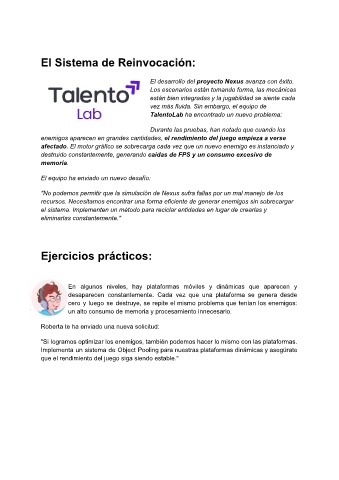 El Sistema de Reinvocación:
Talento
Lab
El desarrollo del proyecto Nexus avanza con éxito.
Los escenarios están tomando forma, las mecánicas
están bien integradas y la jugabilidad se siente cada
vez más fluida. Sin embargo, el equipo de
TalentoLab ha encontrado un nuevo problema:
Durante las pruebas, han notado que cuando los
enemigos aparecen en grandes cantidades, el rendimiento del juego empieza a verse
afectado. El motor gráfico se sobrecarga cada vez que un nuevo enemigo es instanciado y
destruido constantemente, generando caídas de FPS y un consumo excesivo de
memoria.
El equipo ha enviado un nuevo desafío:
"No podemos permitir que la simulación de Nexus sufra fallas por un mal manejo de los
recursos. Necesitamos encontrar una forma eficiente de generar enemigos sin sobrecargar
el sistema. Implementen un método para reciclar entidades en lugar de crearlas y
eliminarlas constantemente."
Ejercicios prácticos:
En algunos niveles, hay plataformas móviles y dinámicas que aparecen y
desaparecen constantemente. Cada vez que una plataforma se genera desde
cero y luego se destruye, se repite el mismo problema que tenían los enemigos:
un alto consumo de memoria y procesamiento innecesario.
Roberta te ha enviado una nueva solicitud:
"Si logramos optimizar los enemigos, también podemos hacer lo mismo con las plataformas.
Implementa un sistema de Object Pooling para nuestras plataformas dinámicas y asegúrate
que el rendimiento del juego siga siendo estable."